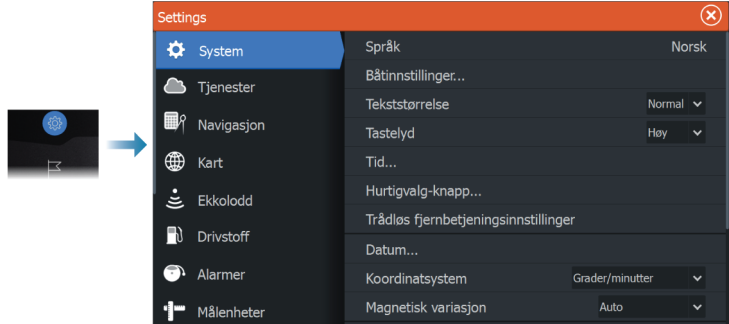 Settings
System
Tjenester
Navigasjon
Kart
Ekkolodd
Drivstoff
Alarmer
Målenheter
Språk Norsk
Båtinnstillinger...
Tekststørrelse Normal
Tastelyd Høy
Tid...
Hurtigvalg-knapp...
Trådløs fjernbetjeningsinnstillinger
Datum...
Koordinatsystem Grader/minutter
Magnetisk variasjon Auto